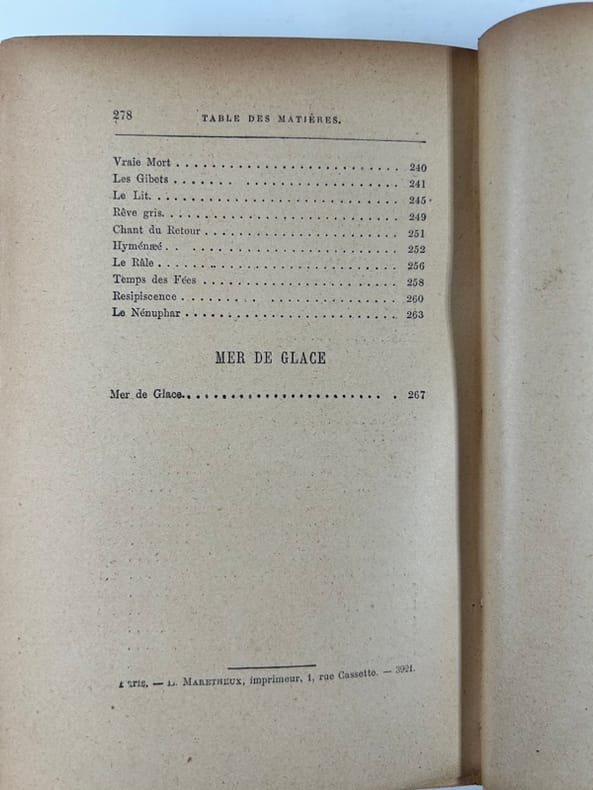 278 TABLE DES MATIÈRES.
Vraie Mort . . . . . . . . . . . . . . . . . . . . . . . . . . . 240
Les Gibets . . . . . . . . . . . . . . . . . . . . . . . . . . 241
Le Lit. . . . . . . . . . . . . . . . . . . . . . . . . . . . . 245
Rêve gris. . . . . . . . . . . . . . . . . . . . . . . . . . . 249
Chant du Retour . . . . . . . . . . . . . . . . . . . . . . . 251
Hyménæé . . . . . . . . . . . . . . . . . . . . . . . . . . . 252
Le Râle . . . . . . . . . . . . . . . . . . . . . . . . . . . 256
Temps des Fées . . . . . . . . . . . . . . . . . . . . . . . 258
Resipiscence . . . . . . . . . . . . . . . . . . . . . . . . 260
Le Nénuphar . . . . . . . . . . . . . . . . . . . . . . . . . 263
MER DE GLACE
Mer de Glace. . . . . . . . . . . . . . . . . . . . . . . . . 267
Paris. — L. MARETHEUX, imprimeur, 1, rue Cassette. — 3921.